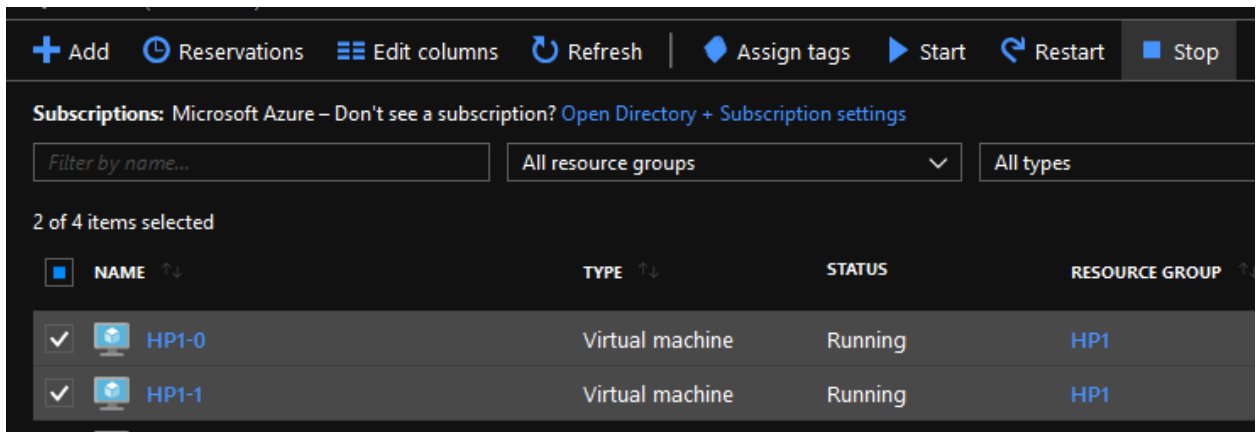 Add Reservations Edit columns Refresh Assign tags Start Restart Stop
Subscriptions: Microsoft Azure – Don't see a subscription? Open Directory + Subscription settings
Filter by name... All resource groups All types
2 of 4 items selected
NAME TYPE STATUS RESOURCE GROUP
HP1-0 Virtual machine Running HP1
HP1-1 Virtual machine Running HP1